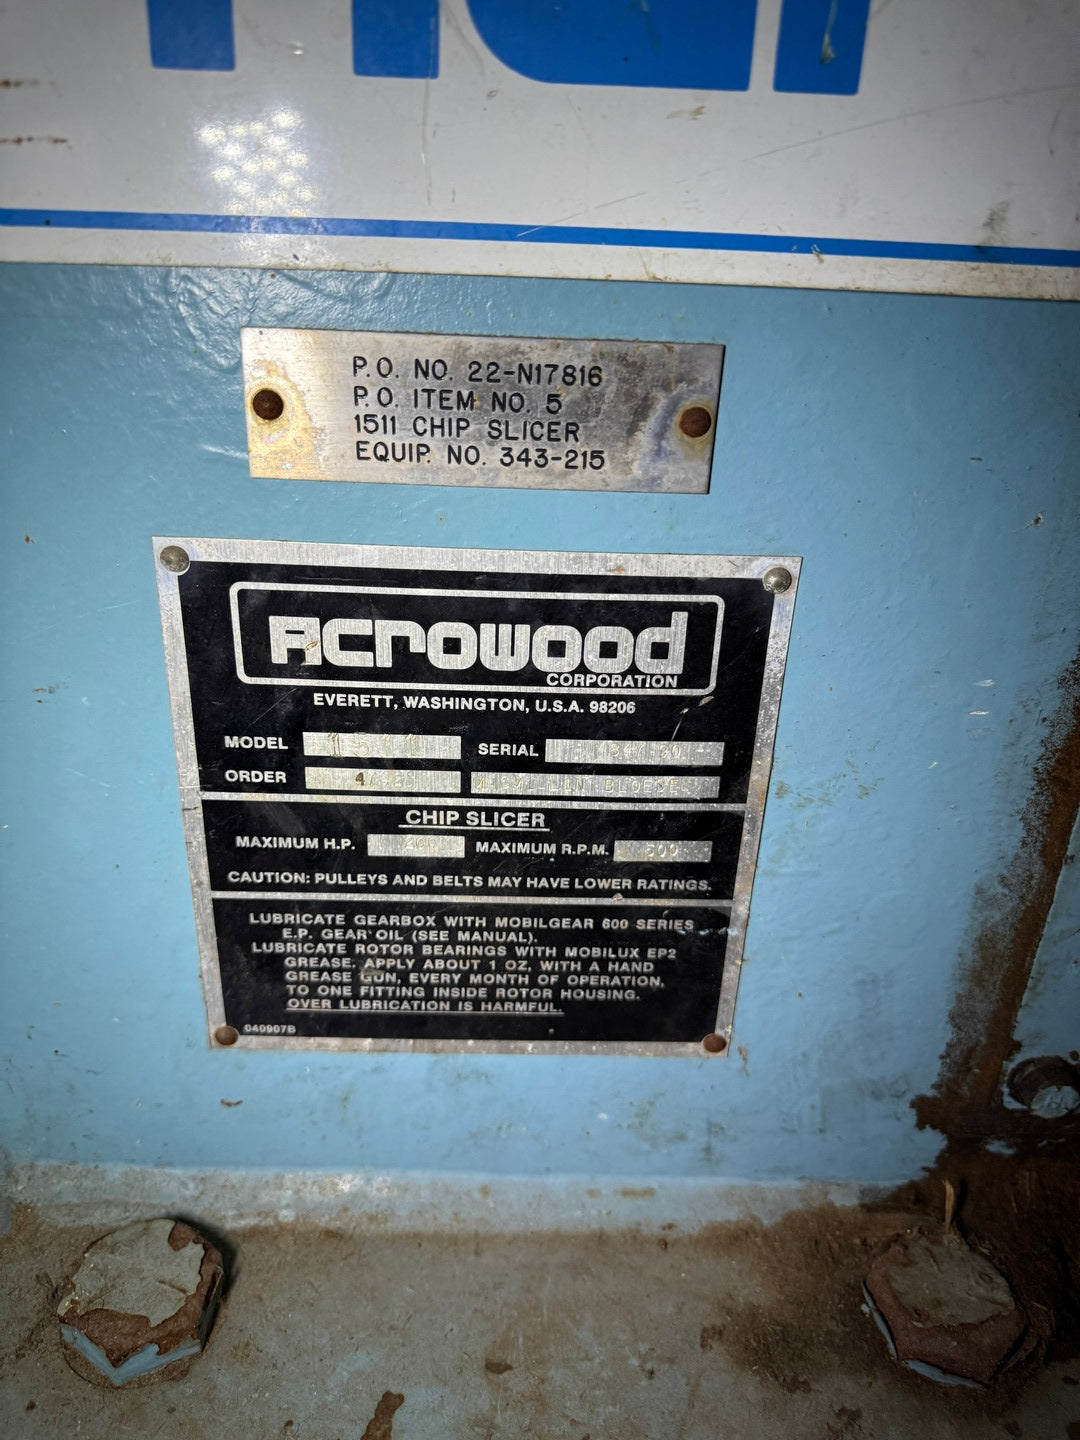 P.O. NO. 22-N17816
P.O. ITEM NO. 5
1511 CHIP SLICER
EQUIP. NO. 343-215
ACROWOOD
CORPORATION
EVERETT, WASHINGTON, U.S.A. 98206
MODEL SERIAL
ORDER
CHIP SLICER
MAXIMUM H.P. MAXIMUM R.P.M. 500
CAUTION: PULLEYS AND BELTS MAY HAVE LOWER RATINGS.
LUBRICATE GEARBOX WITH MOBILGEAR 600 SERIES
E.P. GEAR OIL (SEE MANUAL).
LUBRICATE ROTOR BEARINGS WITH MOBILUX EP2
GREASE. APPLY ABOUT 1 OZ. WITH A HAND
GREASE GUN, EVERY MONTH OF OPERATION,
TO ONE FITTING INSIDE ROTOR HOUSING.
OVER LUBRICATION IS HARMFUL.
040907B